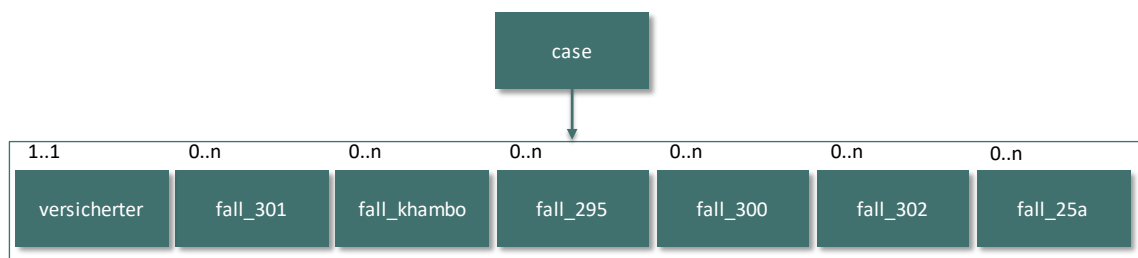 case
1..1 0..n 0..n 0..n 0..n 0..n 0..n
versicherter fall_301 fall_khambo fall_295 fall_300 fall_302 fall_25a